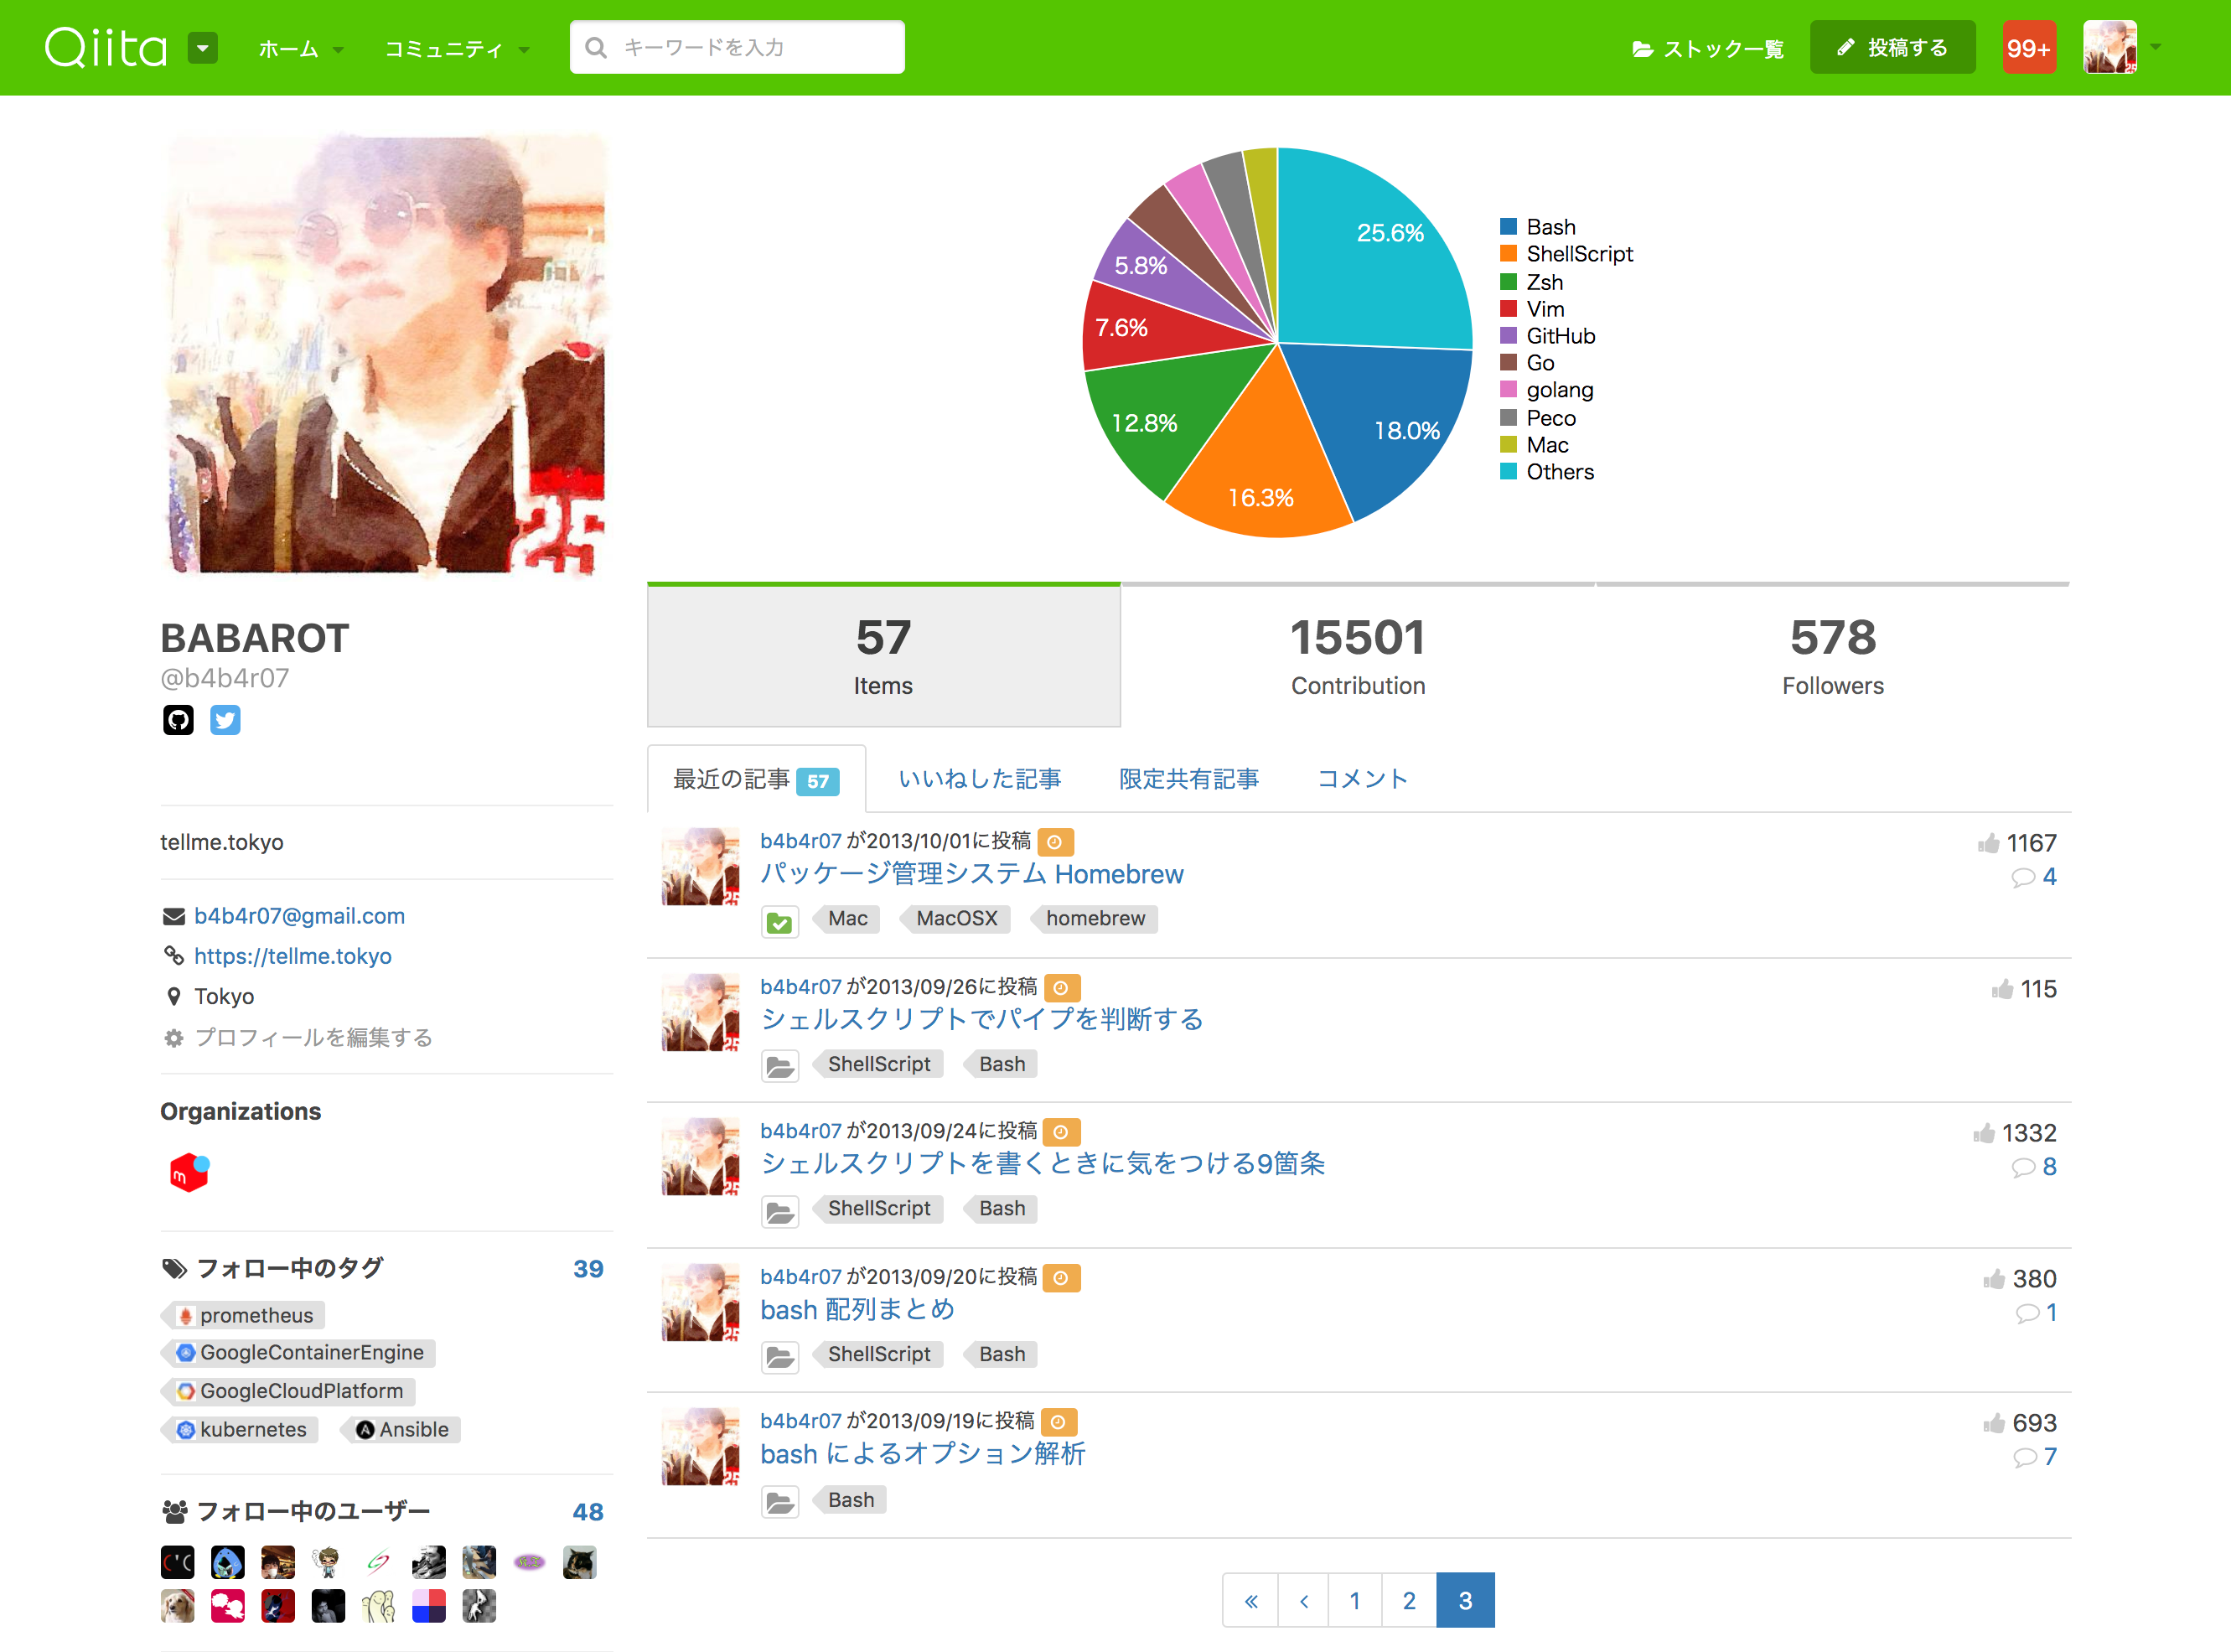 Qiita ホーム コミュニティ キーワードを入力 ストック一覧 投稿する 99+
25.6%
18.0%
16.3%
12.8%
7.6%
5.8%
Bash
ShellScript
Zsh
Vim
GitHub
Go
golang
Peco
Mac
Others
BABAROT
@b4b4r07
tellme.tokyo
b4b4r07@gmail.com
https://tellme.tokyo
Tokyo
プロフィールを編集する
Organizations
m
フォロー中のタグ 39
prometheus
GoogleContainerEngine
GoogleCloudPlatform
kubernetes Ansible
フォロー中のユーザー 48
57 15501 578
Items Contribution Followers
最近の記事 57 いいねした記事 限定共有記事 コメント
b4b4r07 が2013/10/01に投稿 1167
パッケージ管理システム Homebrew 4
Mac MacOSX homebrew
b4b4r07 が2013/09/26に投稿 115
シェルスクリプトでパイプを判断する
ShellScript Bash
b4b4r07 が2013/09/24に投稿 1332
シェルスクリプトを書くときに気をつける9箇条 8
ShellScript Bash
b4b4r07 が2013/09/20に投稿 380
bash 配列まとめ 1
ShellScript Bash
b4b4r07 が2013/09/19に投稿 693
bash によるオプション解析 7
Bash
« ‹ 1 2 3